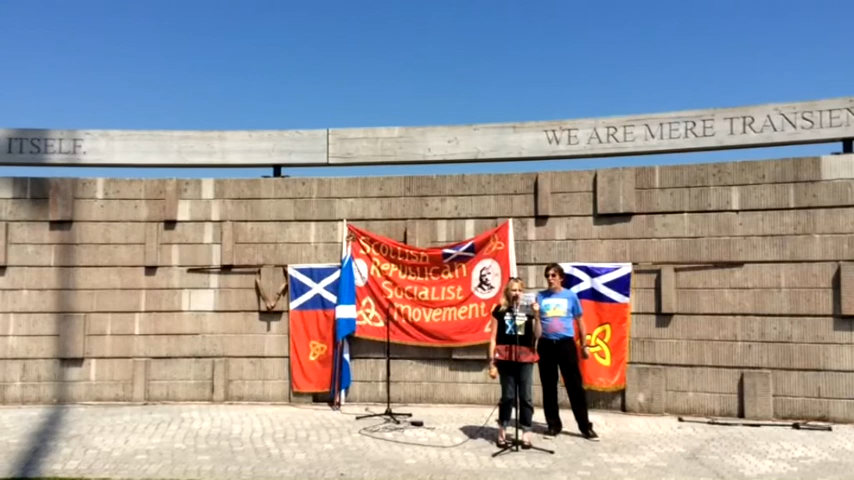 ITSELF.
WE ARE MERE TRANSIEN
Scottish
Republican
Socialist
movement